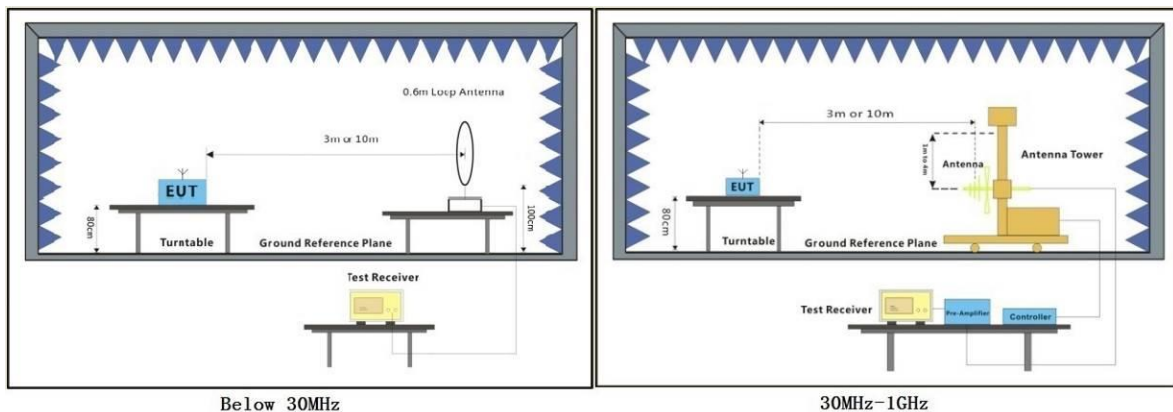 0.6m Loop Antenna
3m or 10m
EUT
80cm
100cm
Turntable
Ground Reference Plane
Test Receiver
Below 30MHz
3m or 10m
1m to 4m
Antenna
Antenna Tower
EUT
80cm
Turntable
Ground Reference Plane
Test Receiver
Pre-Amplifier
Controller
30MHz-1GHz